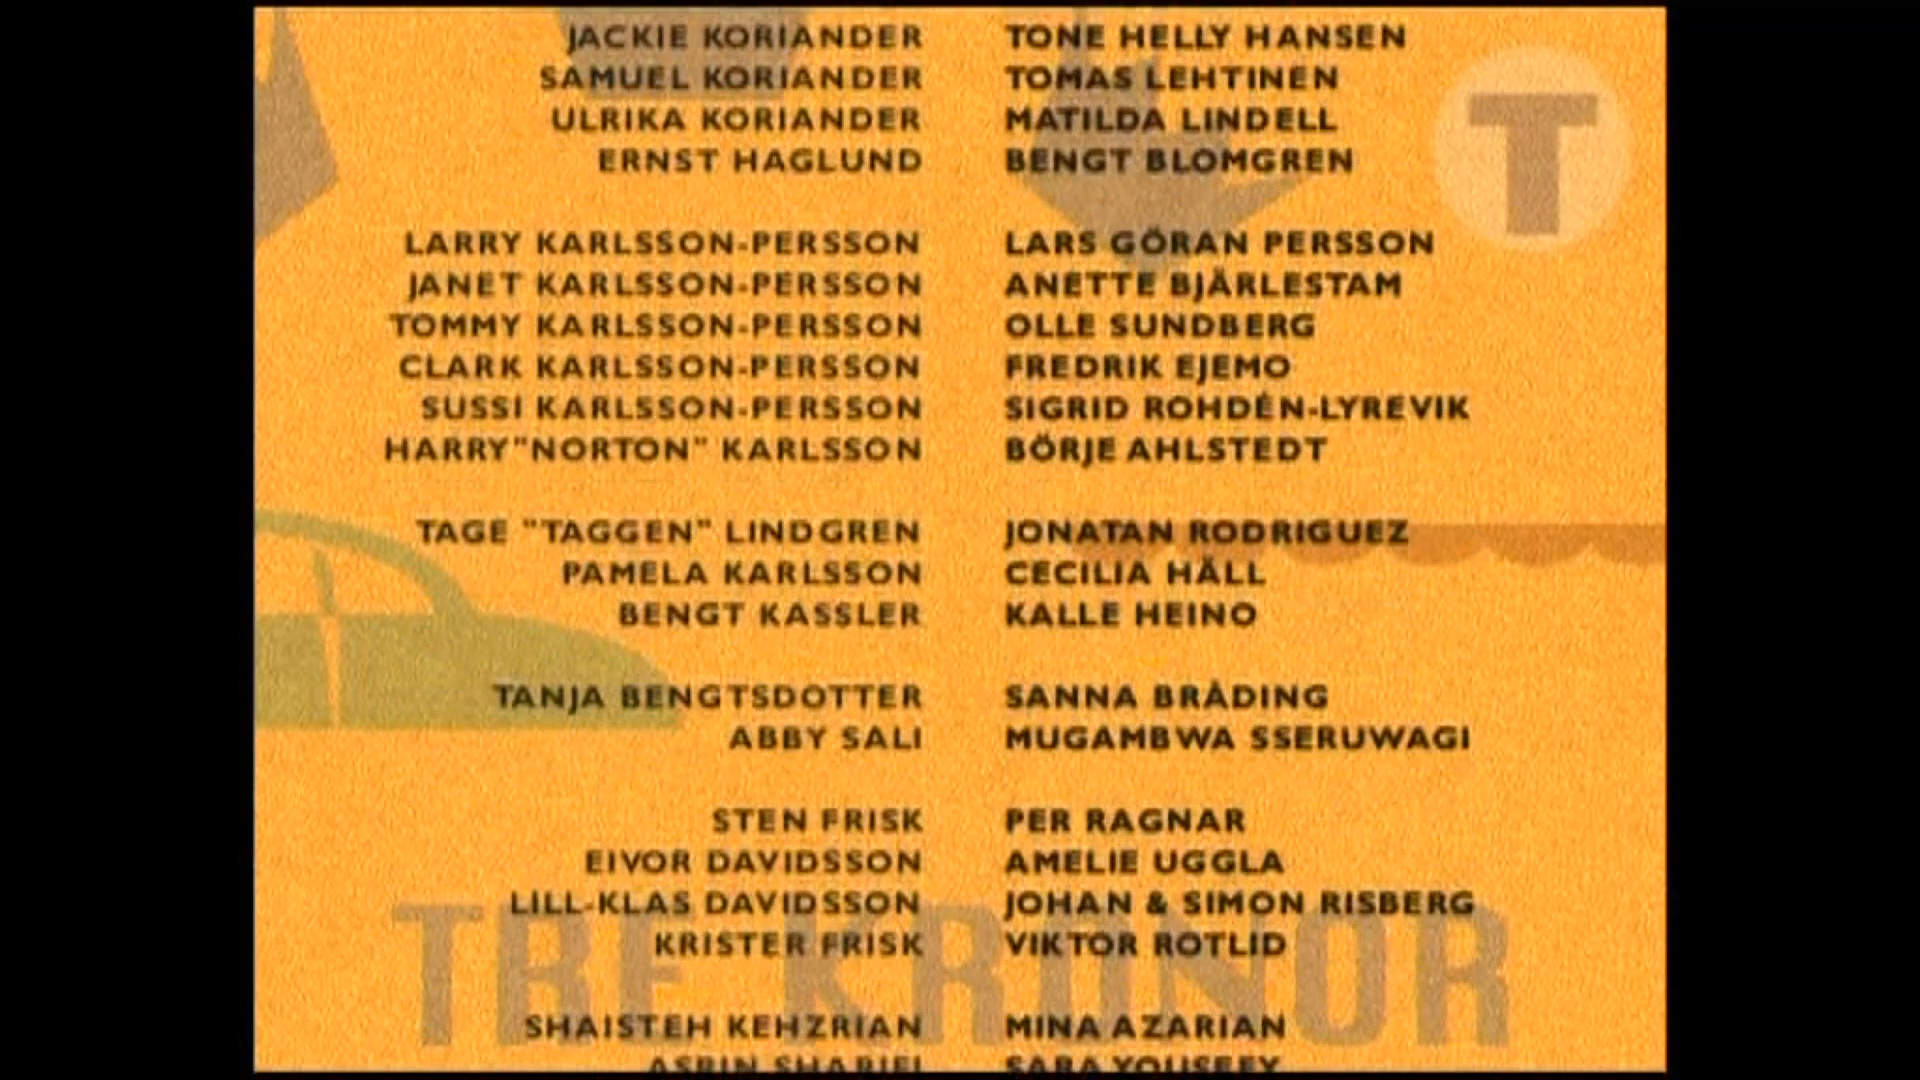 JACKIE KORIANDER TONE HELLY HANSEN
SAMUEL KORIANDER TOMAS LEHTINEN
ULRIKA KORIANDER MATILDA LINDELL
ERNST HAGLUND BENGT BLOMGREN
T
LARRY KARLSSON-PERSSON LARS GÖRAN PERSSON
JANET KARLSSON-PERSSON ANETTE BJÄRLESTAM
TOMMY KARLSSON-PERSSON OLLE SUNDBERG
CLARK KARLSSON-PERSSON FREDRIK EJEMO
SUSSI KARLSSON-PERSSON SIGRID ROHDÉN-LYREVIK
HARRY "NORTON" KARLSSON BÖRJE AHLSTEDT
TAGE "TAGGEN" LINDGREN JONATAN RODRIGUEZ
PAMELA KARLSSON CECILIA HÄLL
BENGT KASSLER KALLE HEINO
TANJA BENGTSDOTTER SANNA BRÅDING
ABBY SALI MUGAMBWA SSERUWAGI
STEN FRISK PER RAGNAR
EIVOR DAVIDSSON AMELIE UGGLA
LILL-KLAS DAVIDSSON JOHAN & SIMON RISBERG
KRISTER FRISK VIKTOR ROTLID
TRE KRONOR
SHAISTEH KEHZRIAN MINA AZARIAN
ASRIN SHARIFI SARA YOUSEFY